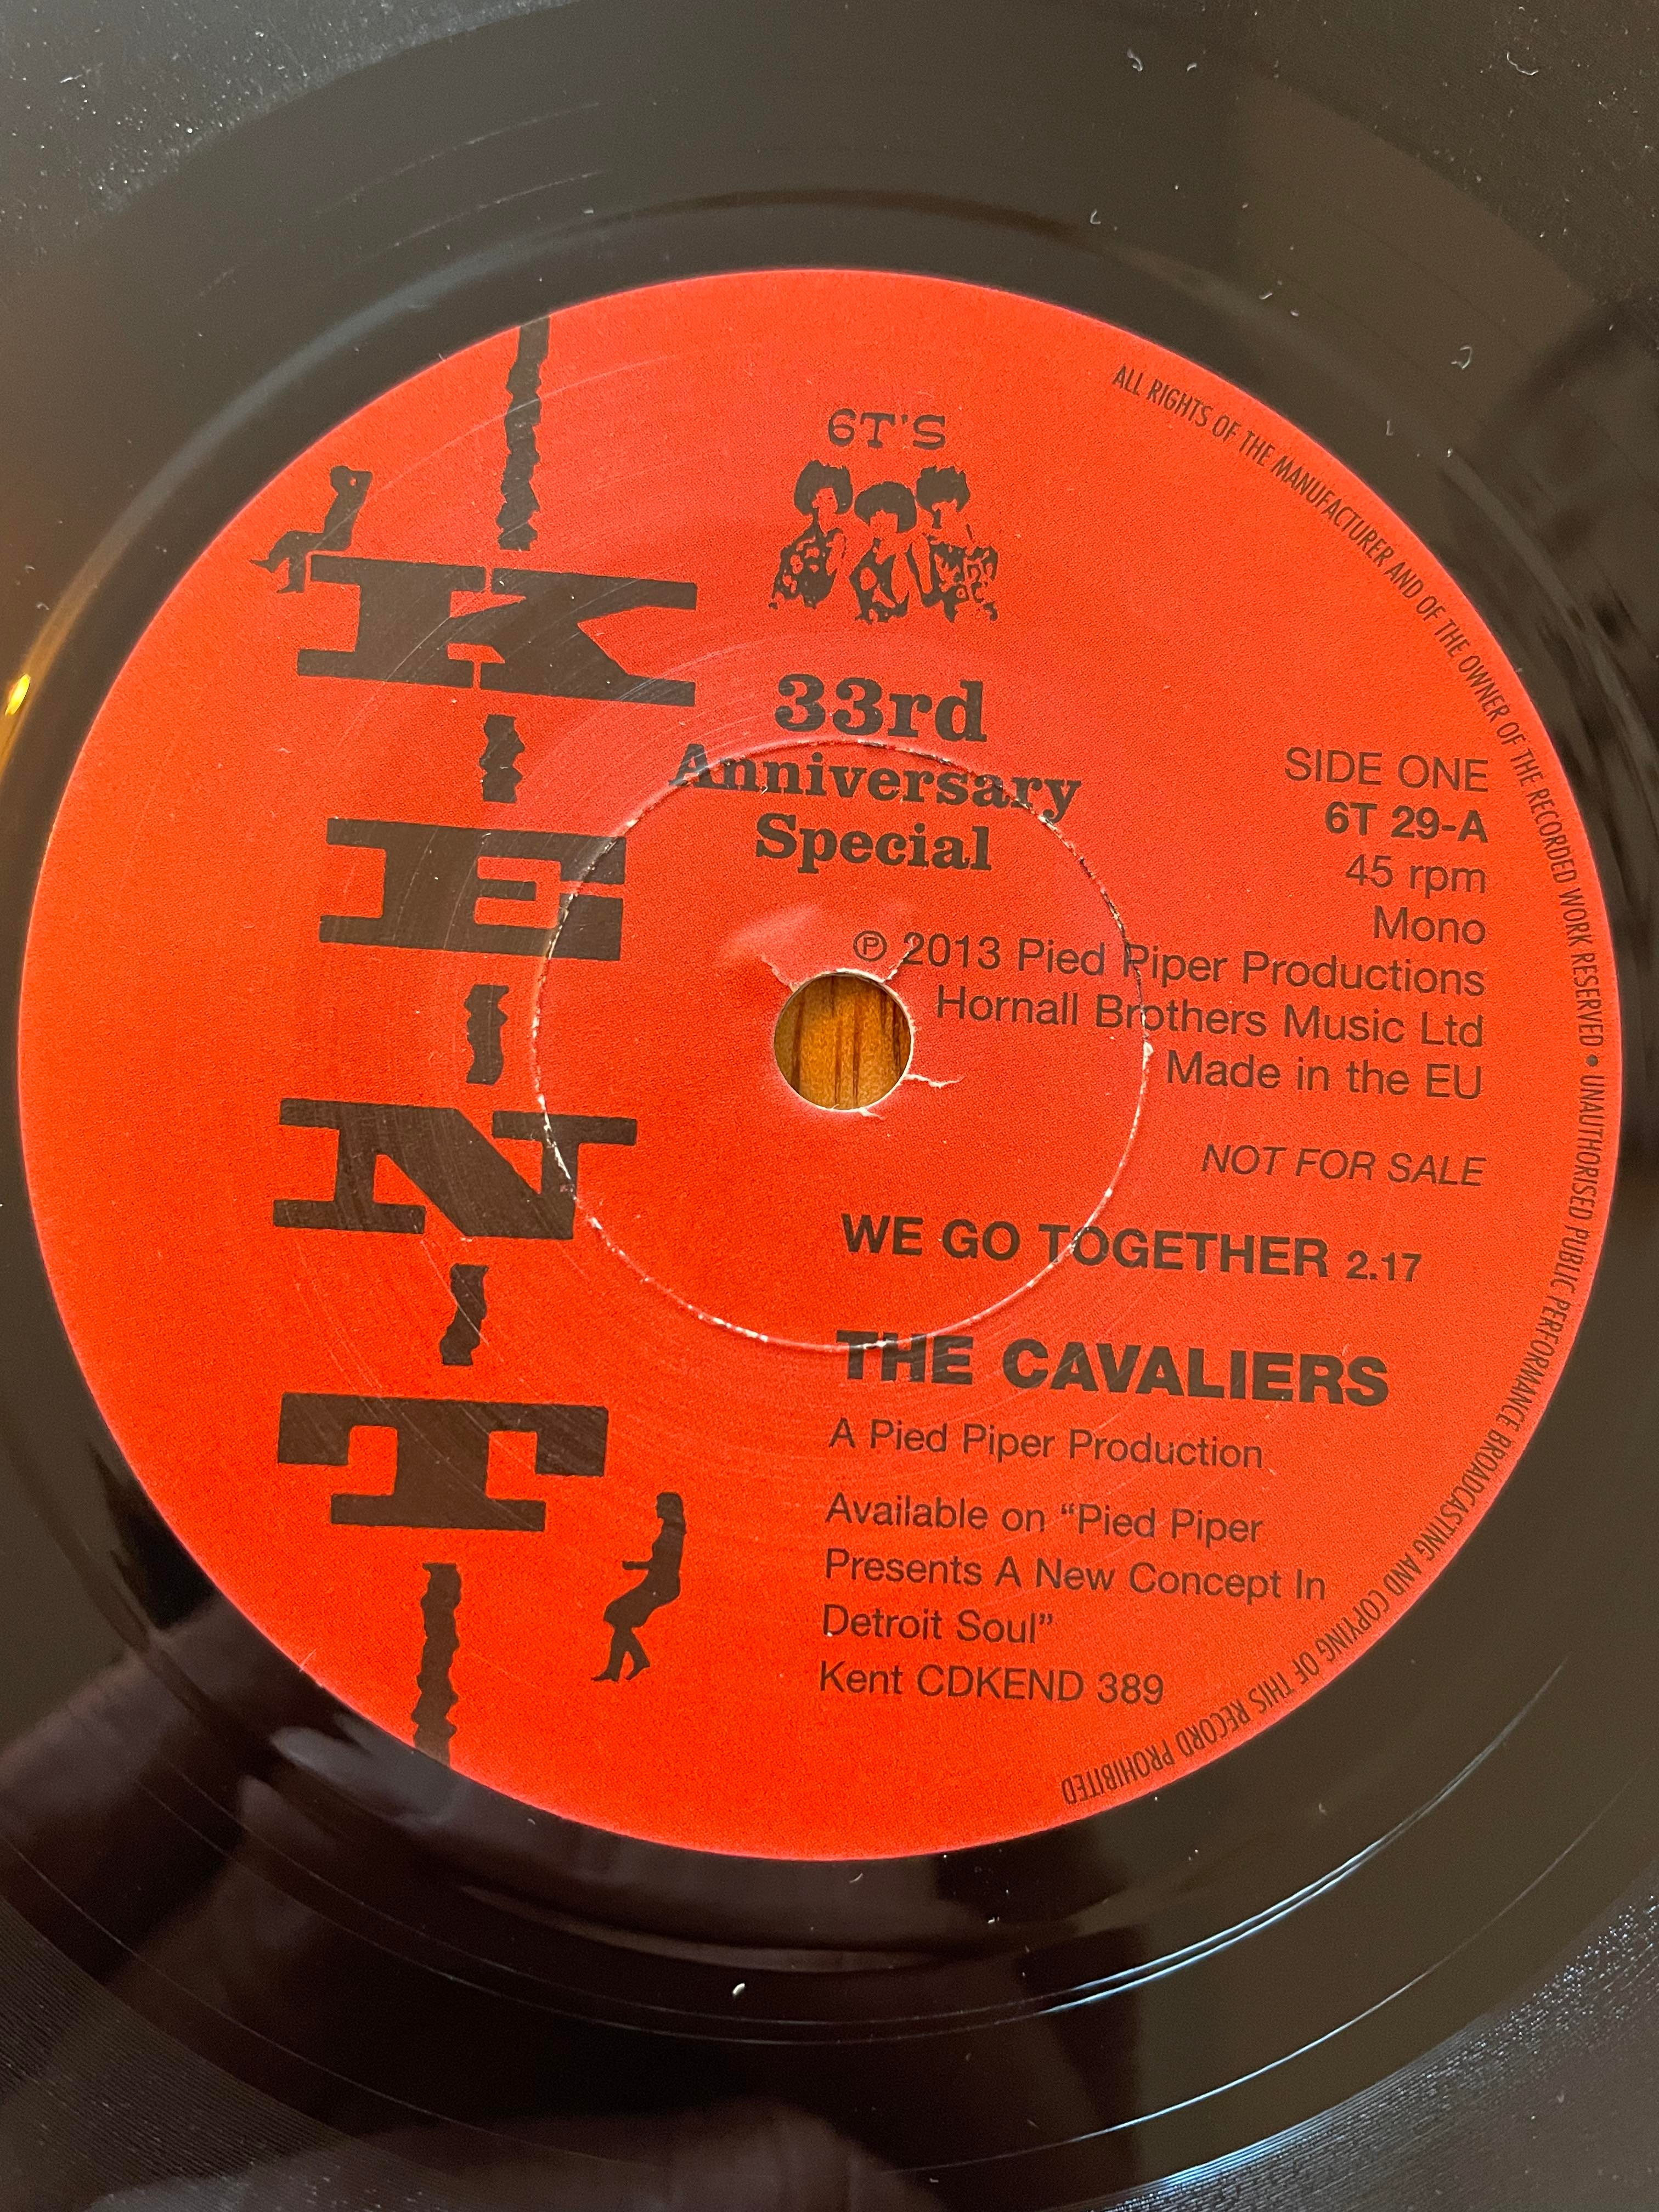 6T'S
KENT
33rd
Anniversary
Special
SIDE ONE
6T 29-A
45 rpm
Mono
℗ 2013 Pied Piper Productions
Hornall Brothers Music Ltd
Made in the EU
NOT FOR SALE
WE GO TOGETHER 2.17
THE CAVALIERS
A Pied Piper Production
Available on “Pied Piper
Presents A New Concept In
Detroit Soul”
Kent CDKEND 389
ALL RIGHTS OF THE MANUFACTURER AND OF THE OWNER OF THE RECORDED WORK RESERVED • UNAUTHORISED PUBLIC PERFORMANCE BROADCASTING AND COPYING OF THIS RECORD PROHIBITED